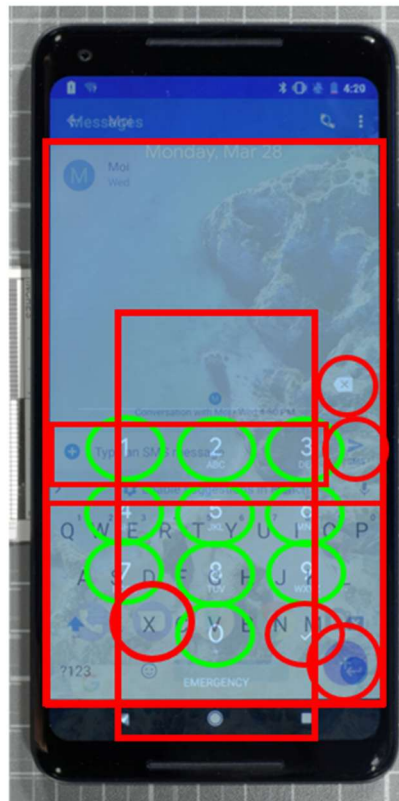 4:20
Messages
Moi
Monday, Mar 28
M Moi
Wed
M
Conversation with Moi
1 2 3
ABC
Type an SMS message
4 5 6
Q W E R T Y U I O P
7 8 9
A S D F G H J L
TUV WXY
0
X C V B N M
?123
EMERGENCY